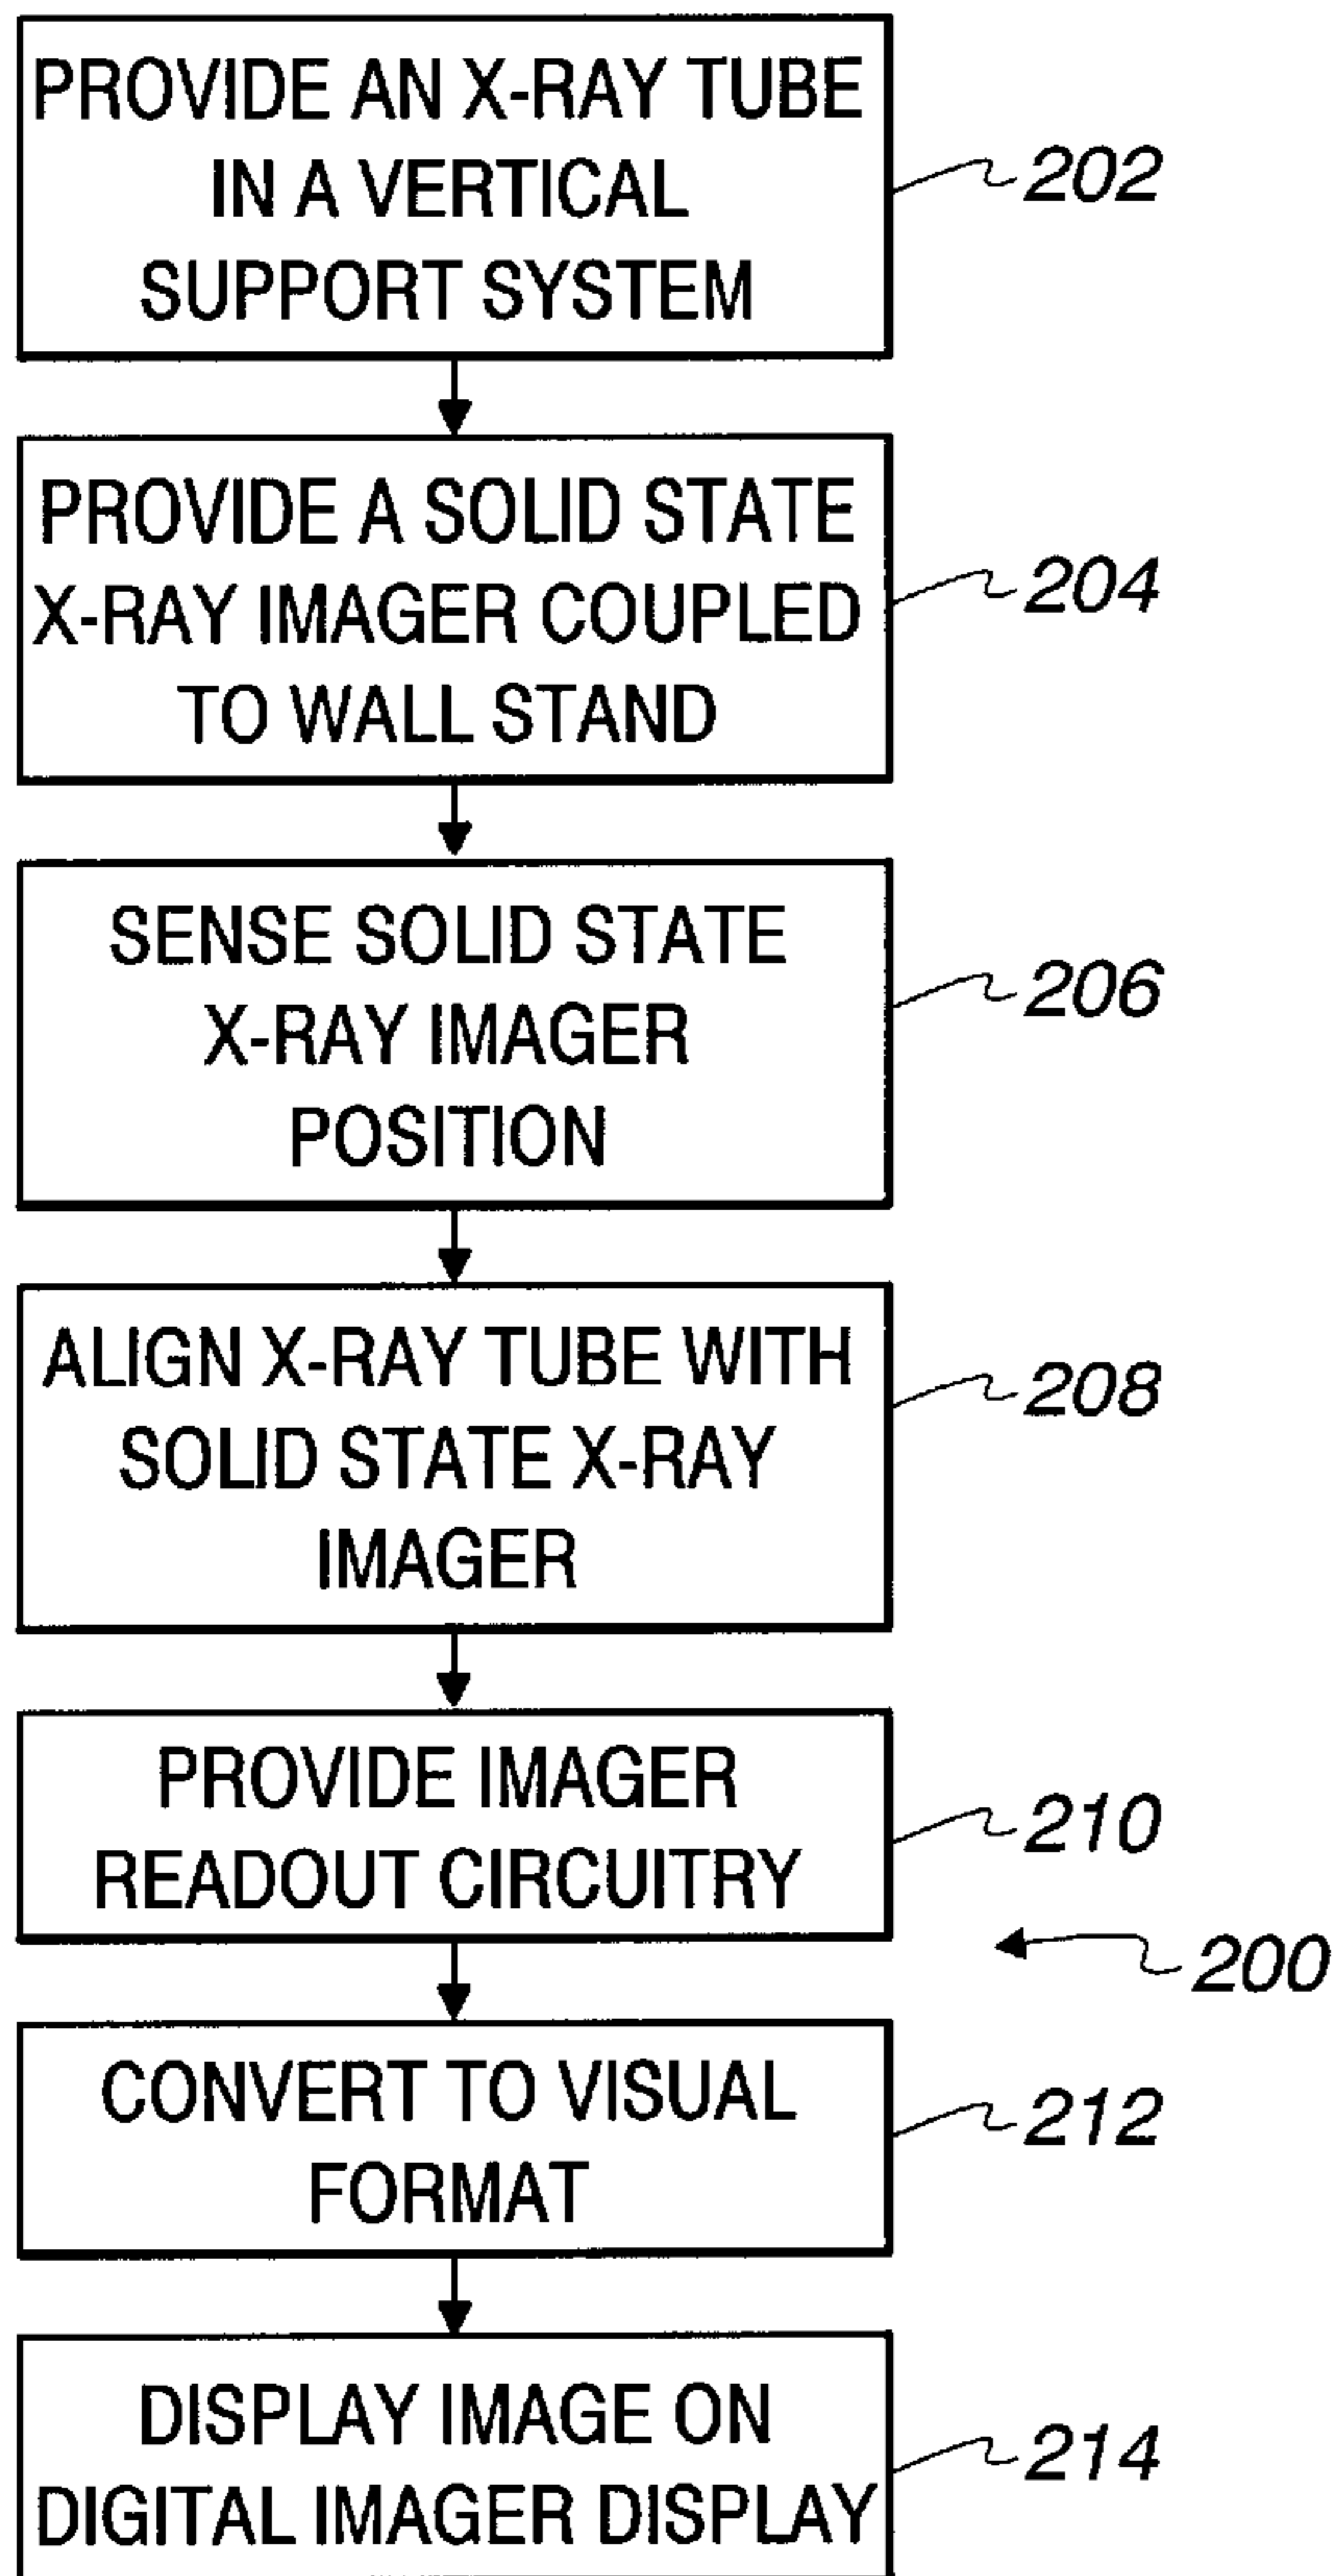 PROVIDE AN X-RAY TUBE
IN A VERTICAL
SUPPORT SYSTEM
202
PROVIDE A SOLID STATE
X-RAY IMAGER COUPLED
TO WALL STAND
204
SENSE SOLID STATE
X-RAY IMAGER
POSITION
206
ALIGN X-RAY TUBE WITH
SOLID STATE X-RAY
IMAGER
208
PROVIDE IMAGER
READOUT CIRCUITRY
210
200
CONVERT TO VISUAL
FORMAT
212
DISPLAY IMAGE ON
DIGITAL IMAGER DISPLAY
214